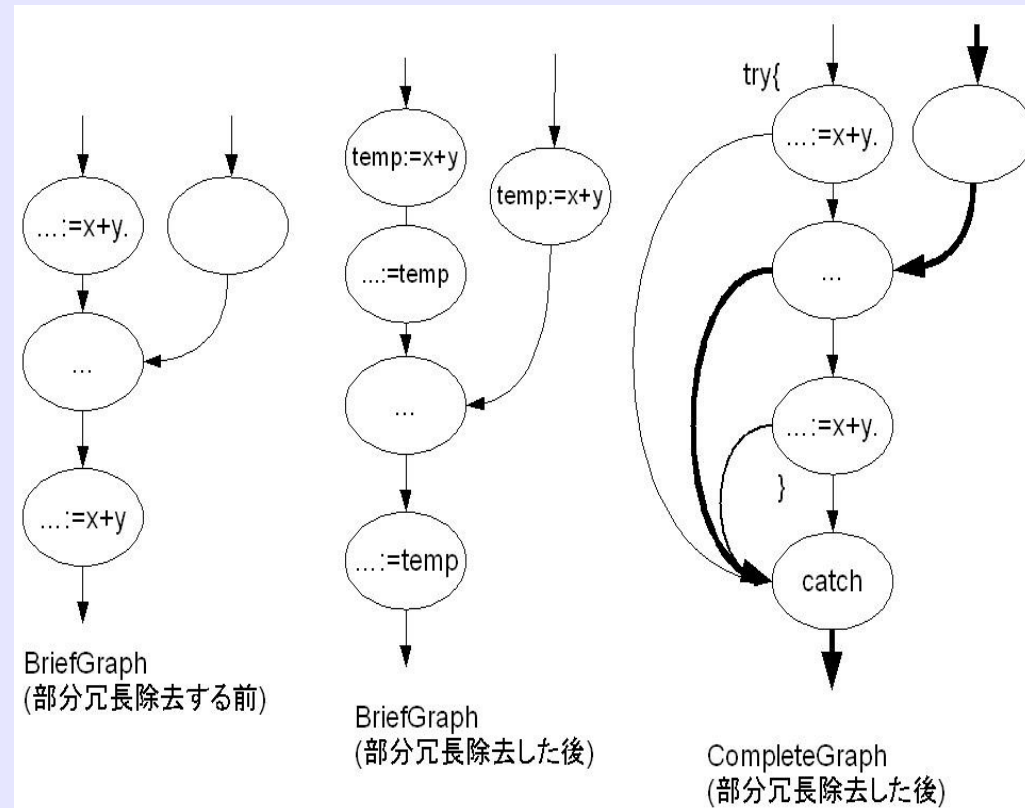 ...:=x+y.
...
...:=x+y
BriefGraph
(部分冗長除去する前)
temp:=x+y
temp:=x+y
...:=temp
...
...:=temp
BriefGraph
(部分冗長除去した後)
try{
...:=x+y.
...
...:=x+y.
}
catch
CompleteGraph
(部分冗長除去した後)